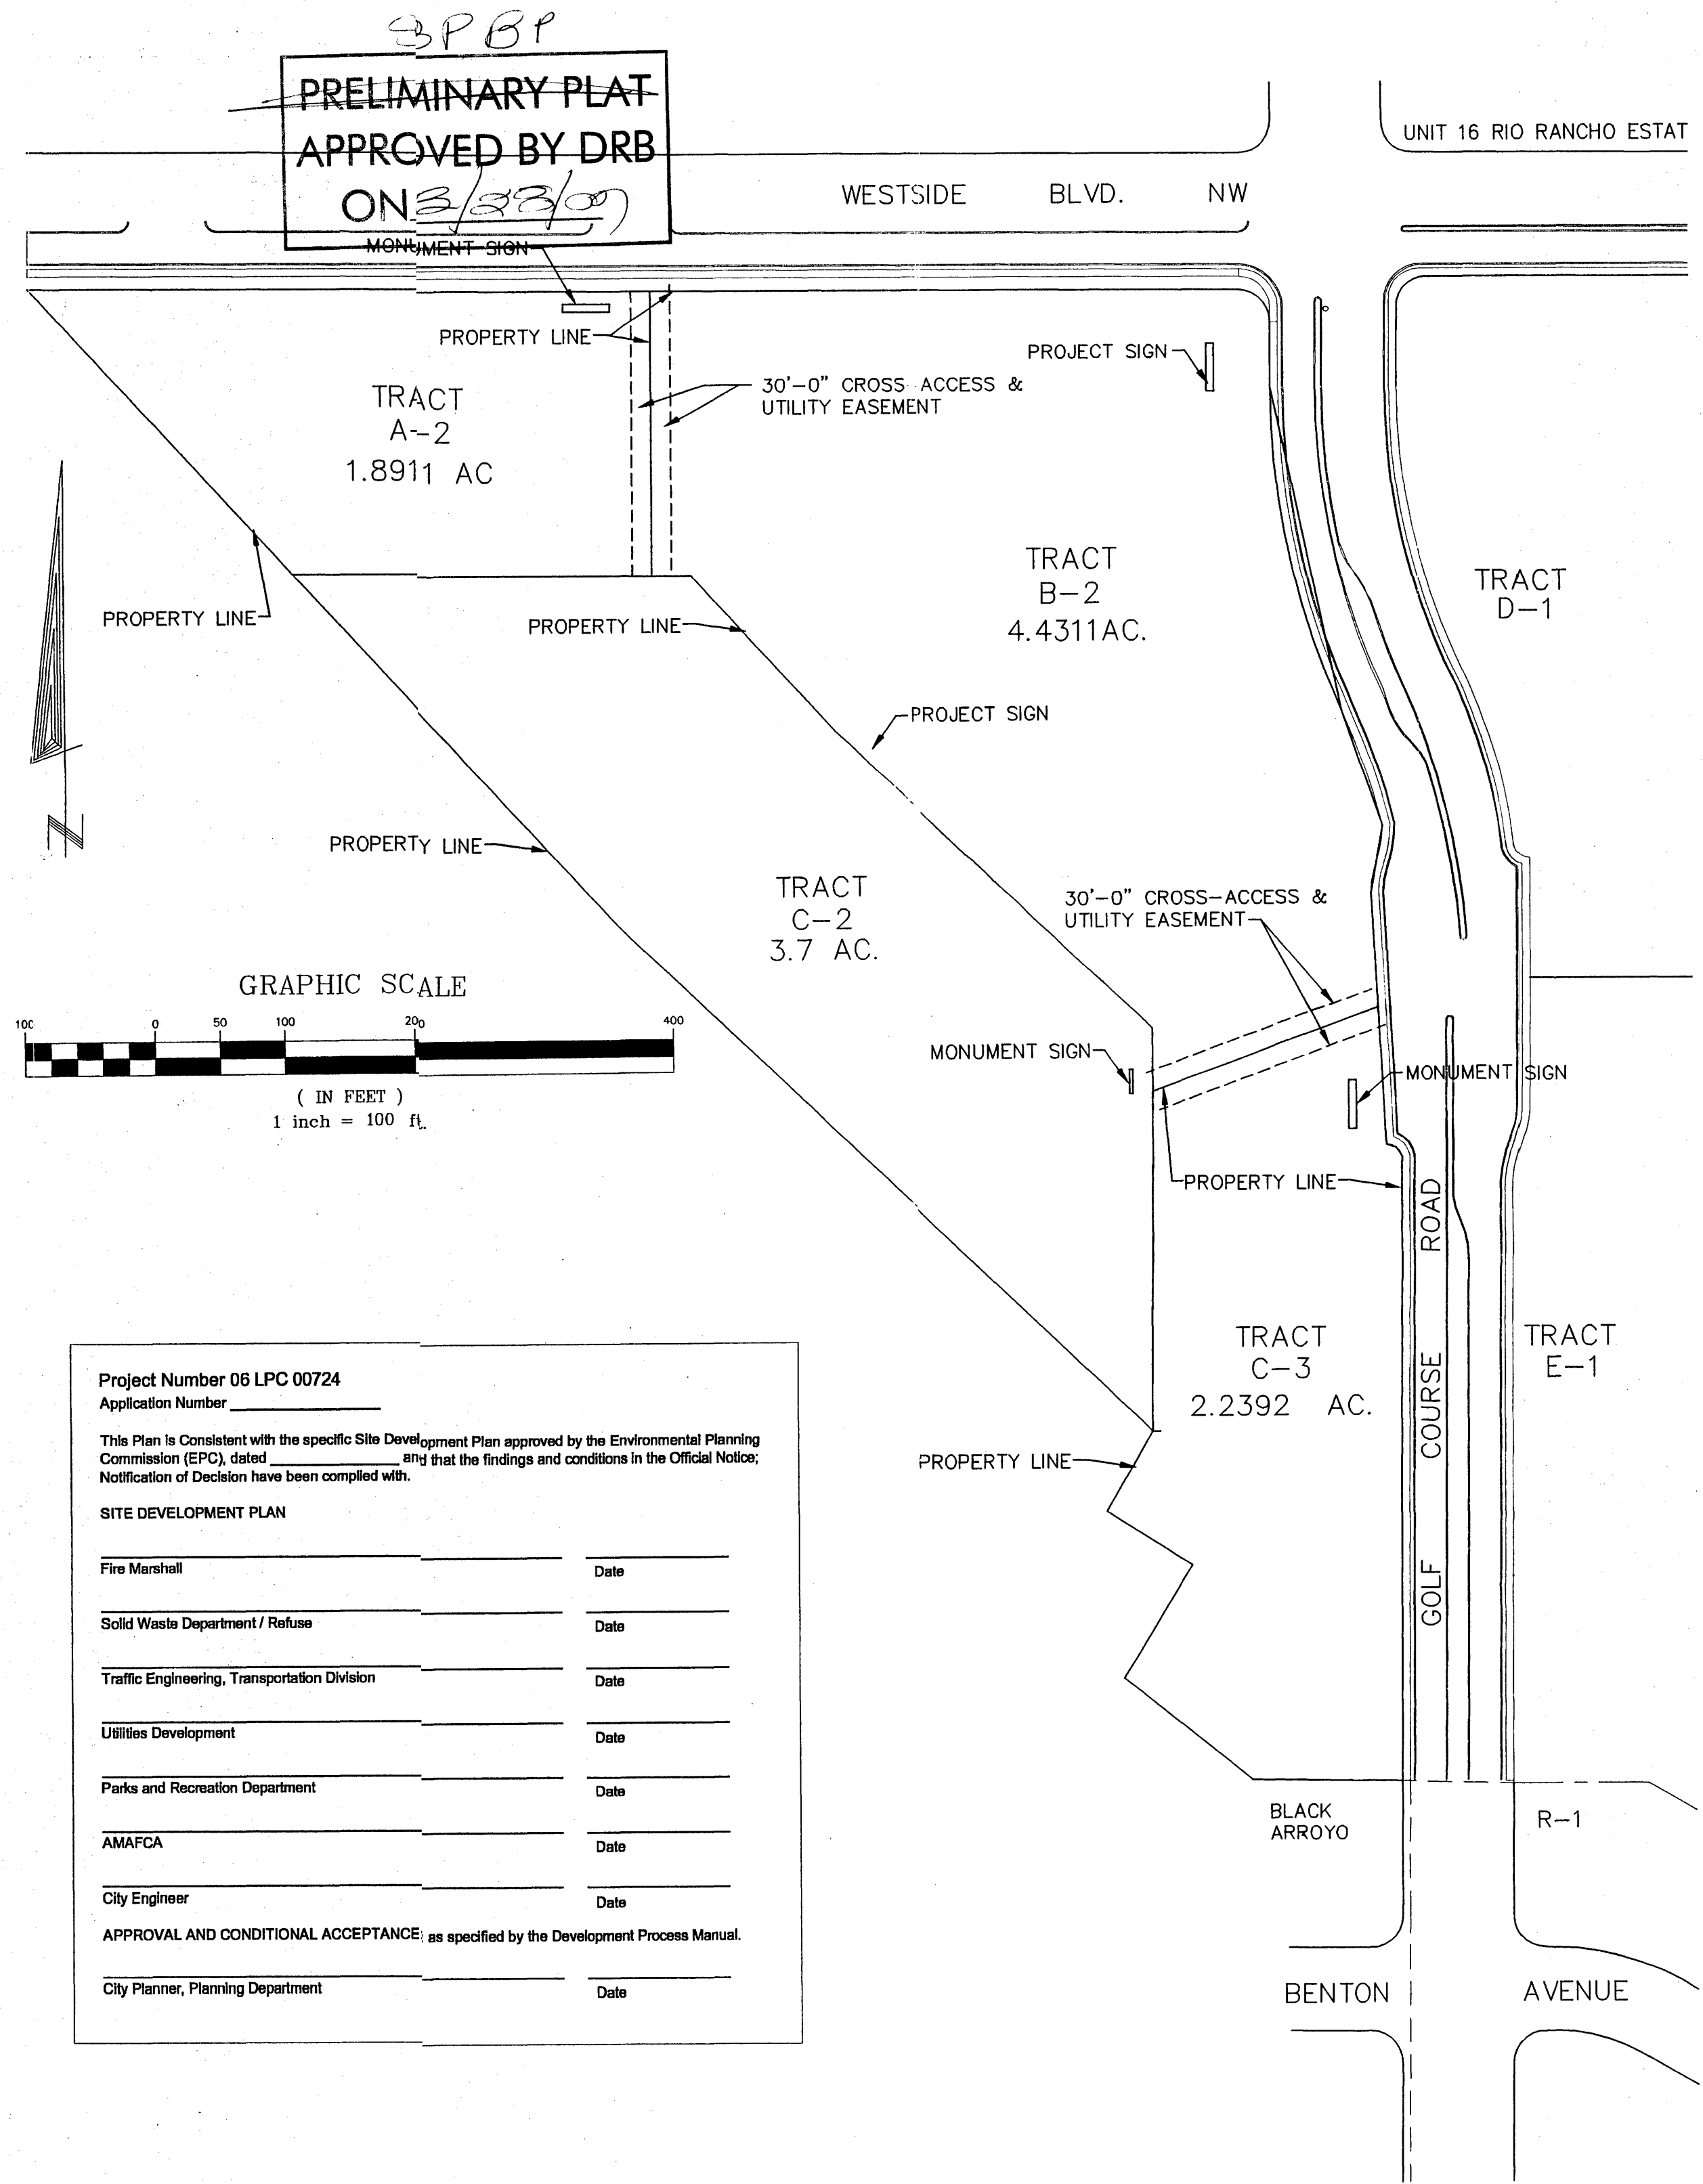 SPBP
PRELIMINARY PLAT
APPROVED BY DRB
ON
UNIT 16 RIO RANCHO ESTAT
WESTSIDE BLVD. NW
MONUMENT SIGN
PROPERTY LINE
PROJECT SIGN
30'-0" CROSS ACCESS &
UTILITY EASEMENT
TRACT
A-2
1.8911 AC
TRACT
B-2
4.4311AC.
TRACT
D-1
PROPERTY LINE
PROPERTY LINE
PROJECT SIGN
PROPERTY LINE
N
TRACT
C-2
3.7 AC.
30'-0" CROSS-ACCESS &
UTILITY EASEMENT
GRAPHIC SCALE
100 0 50 100 200 400
( IN FEET )
1 inch = 100 ft.
MONUMENT SIGN
MONUMENT SIGN
PROPERTY LINE
GOLF COURSE ROAD
TRACT
C-3
2.2392 AC.
TRACT
E-1
PROPERTY LINE
Project Number 06 LPC 00724
Application Number
This Plan is Consistent with the specific Site Development Plan approved by the Environmental Planning
Commission (EPC), dated and that the findings and conditions in the Official Notice;
Notification of Decision have been complied with.
SITE DEVELOPMENT PLAN
Fire Marshall Date
Solid Waste Department / Refuse Date
Traffic Engineering, Transportation Division Date
Utilities Development Date
Parks and Recreation Department Date
AMAFCA Date
City Engineer Date
APPROVAL AND CONDITIONAL ACCEPTANCE; as specified by the Development Process Manual.
City Planner, Planning Department Date
BLACK
ARROYO
R-1
BENTON AVENUE